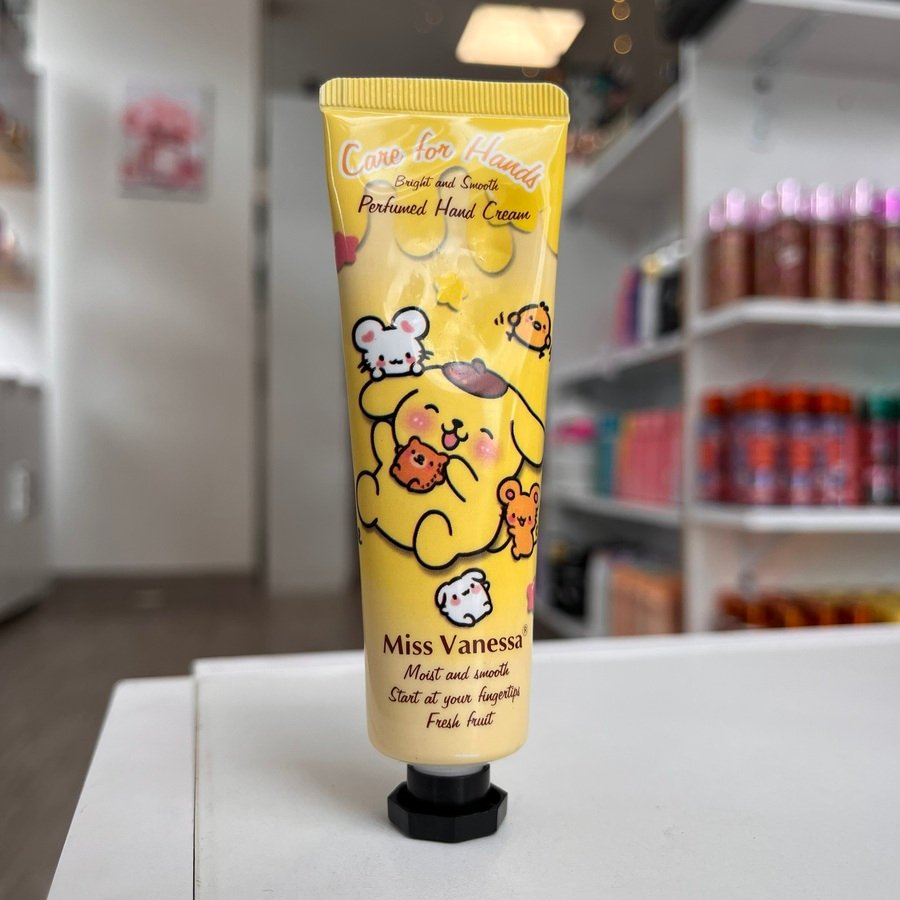 Care for Hands
Bright and Smooth
Perfumed Hand Cream
Miss Vanessa®
Moist and smooth
Start at your fingertips
Fresh fruit